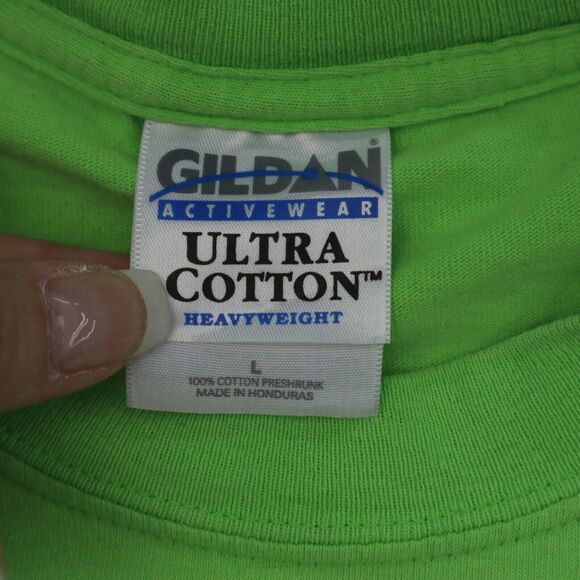 GILDAN®
ACTIVEWEAR
ULTRA
COTTON™
HEAVYWEIGHT
L
100% COTTON PRESHRUNK
MADE IN HONDURAS